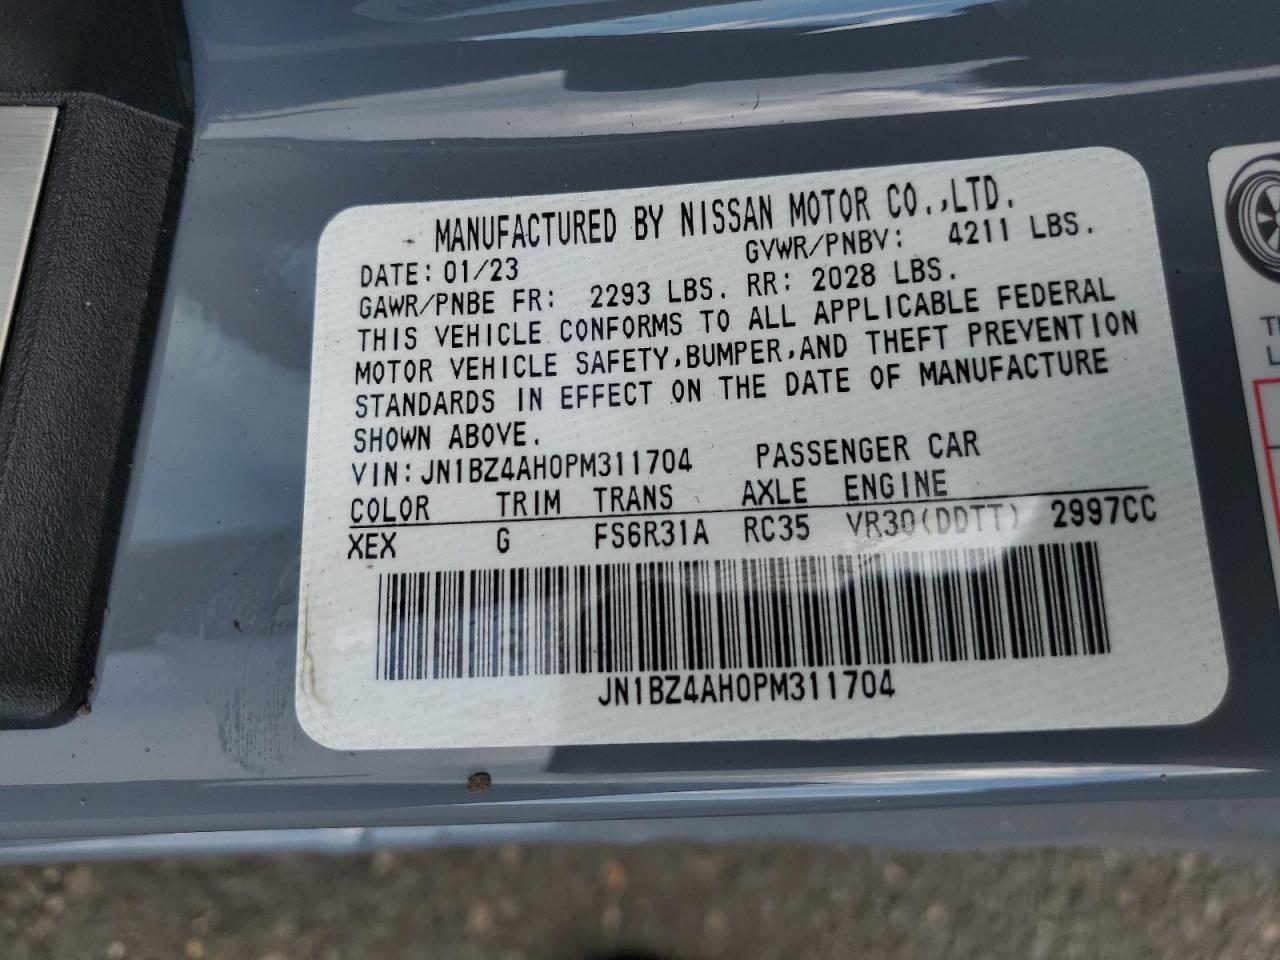 MANUFACTURED BY NISSAN MOTOR CO.,LTD.
DATE: 01/23 GVWR/PNBV: 4211 LBS.
GAWR/PNBE FR: 2293 LBS. RR: 2028 LBS.
THIS VEHICLE CONFORMS TO ALL APPLICABLE FEDERAL
MOTOR VEHICLE SAFETY,BUMPER,AND THEFT PREVENTION
STANDARDS IN EFFECT ON THE DATE OF MANUFACTURE
SHOWN ABOVE.
VIN: JN1BZ4AH0PM311704 PASSENGER CAR
COLOR TRIM TRANS AXLE ENGINE
XEX G FS6R31A RC35 VR30(DDTT) 2997CC
JN1BZ4AH0PM311704